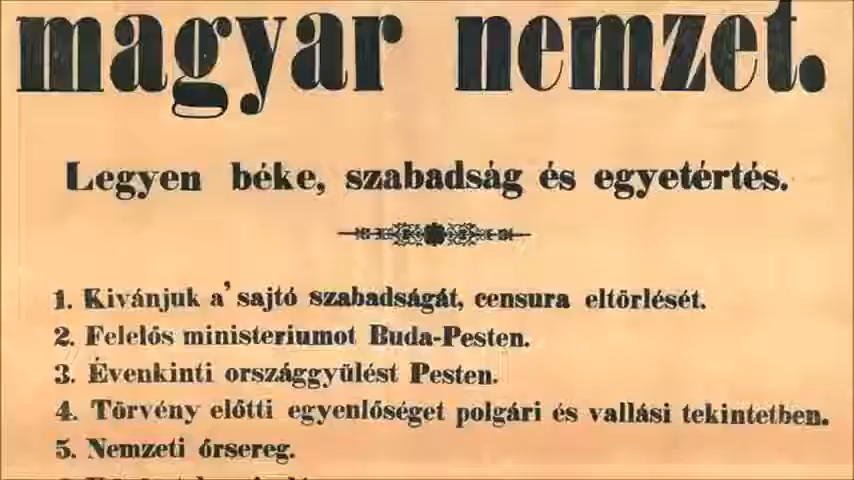 magyar nemzet.
Legyen béke, szabadság és egyetértés.
1. Kivánjuk a' sajtó szabadságát, censura eltörlését.
2. Felelős ministeriumot Buda-Pesten.
3. Évenkinti országgyülést Pesten.
4. Törvény előtti egyenlőséget polgári és vallási tekintetben.
5. Nemzeti őrsereg.